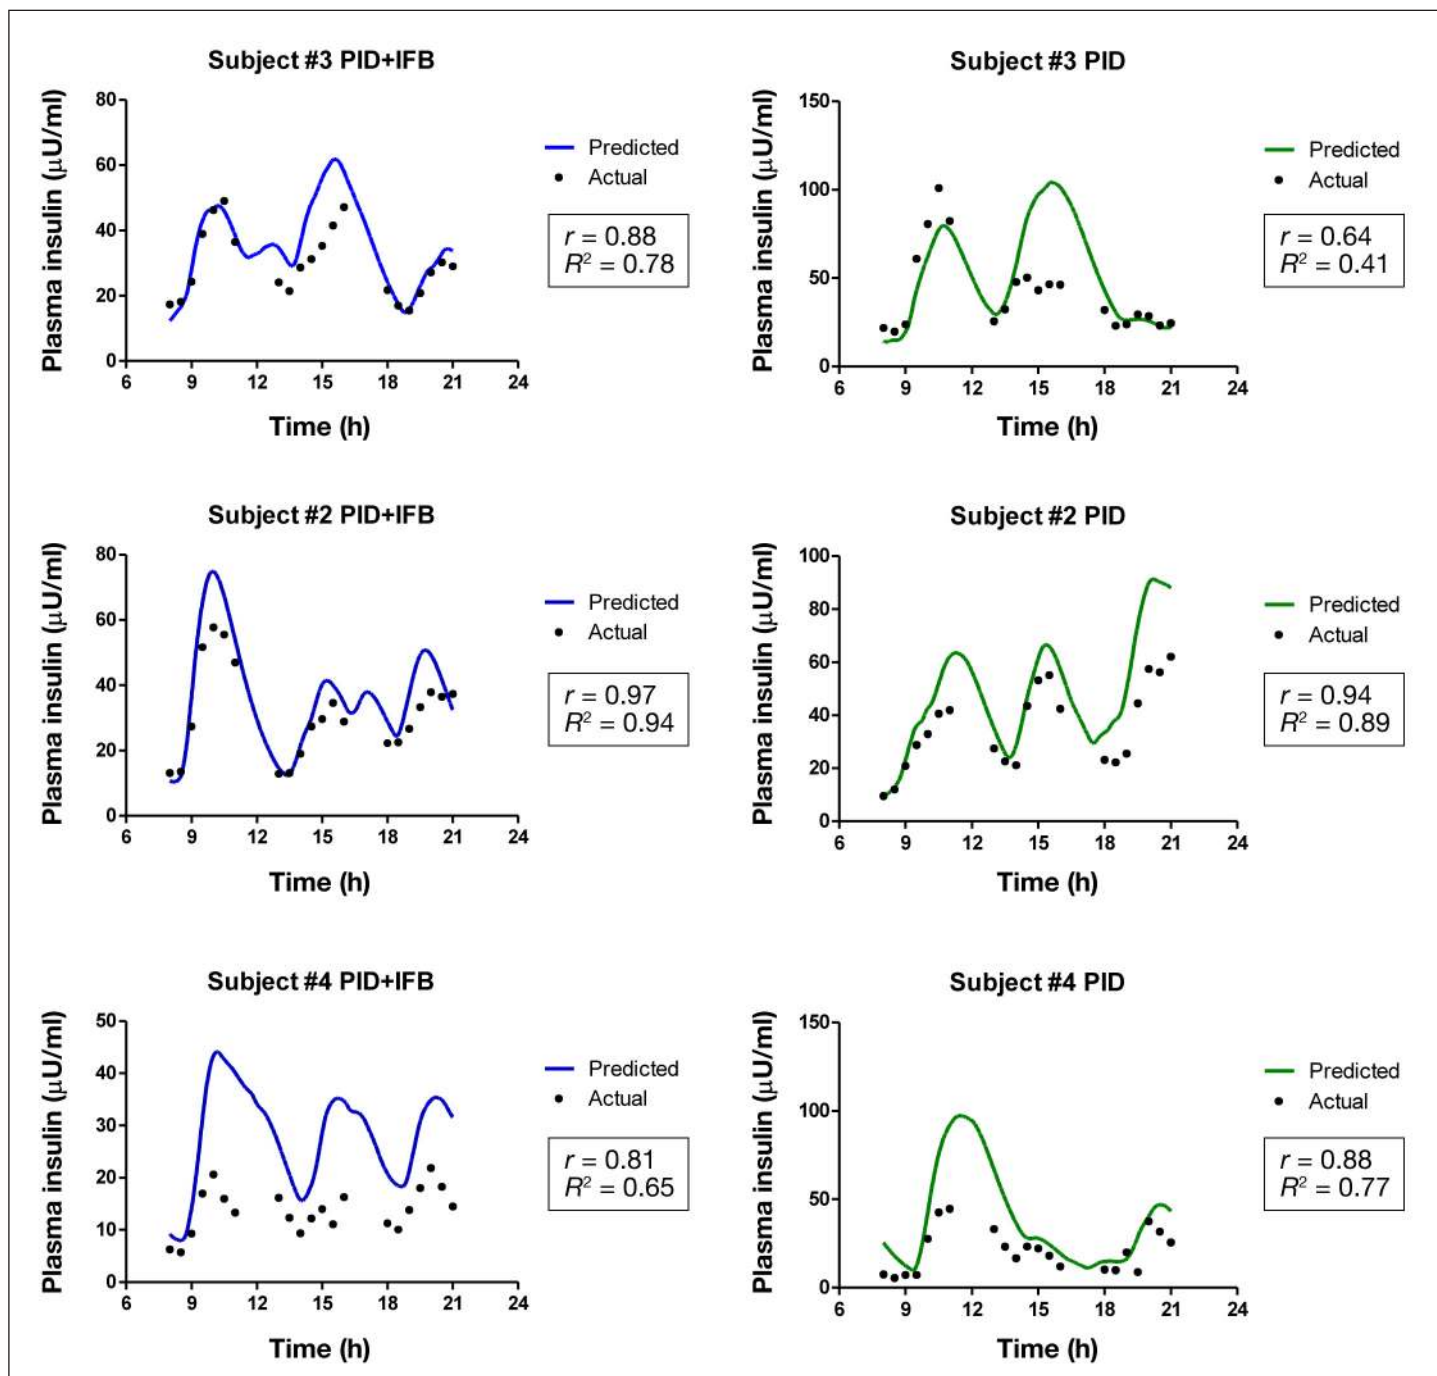 Subject #3 PID+IFB
Plasma insulin (μU/ml)
80
60
40
20
0
6 9 12 15 18 21 24
Time (h)
Predicted
Actual
r = 0.88
R² = 0.78
Subject #3 PID
Plasma insulin (μU/ml)
150
100
50
0
6 9 12 15 18 21 24
Time (h)
Predicted
Actual
r = 0.64
R² = 0.41
Subject #2 PID+IFB
Plasma insulin (μU/ml)
80
60
40
20
0
6 9 12 15 18 21 24
Time (h)
Predicted
Actual
r = 0.97
R² = 0.94
Subject #2 PID
Plasma insulin (μU/ml)
100
80
60
40
20
0
6 9 12 15 18 21 24
Time (h)
Predicted
Actual
r = 0.94
R² = 0.89
Subject #4 PID+IFB
Plasma insulin (μU/ml)
50
40
30
20
10
0
6 9 12 15 18 21 24
Time (h)
Predicted
Actual
r = 0.81
R² = 0.65
Subject #4 PID
Plasma insulin (μU/ml)
150
100
50
0
6 9 12 15 18 21 24
Time (h)
Predicted
Actual
r = 0.88
R² = 0.77